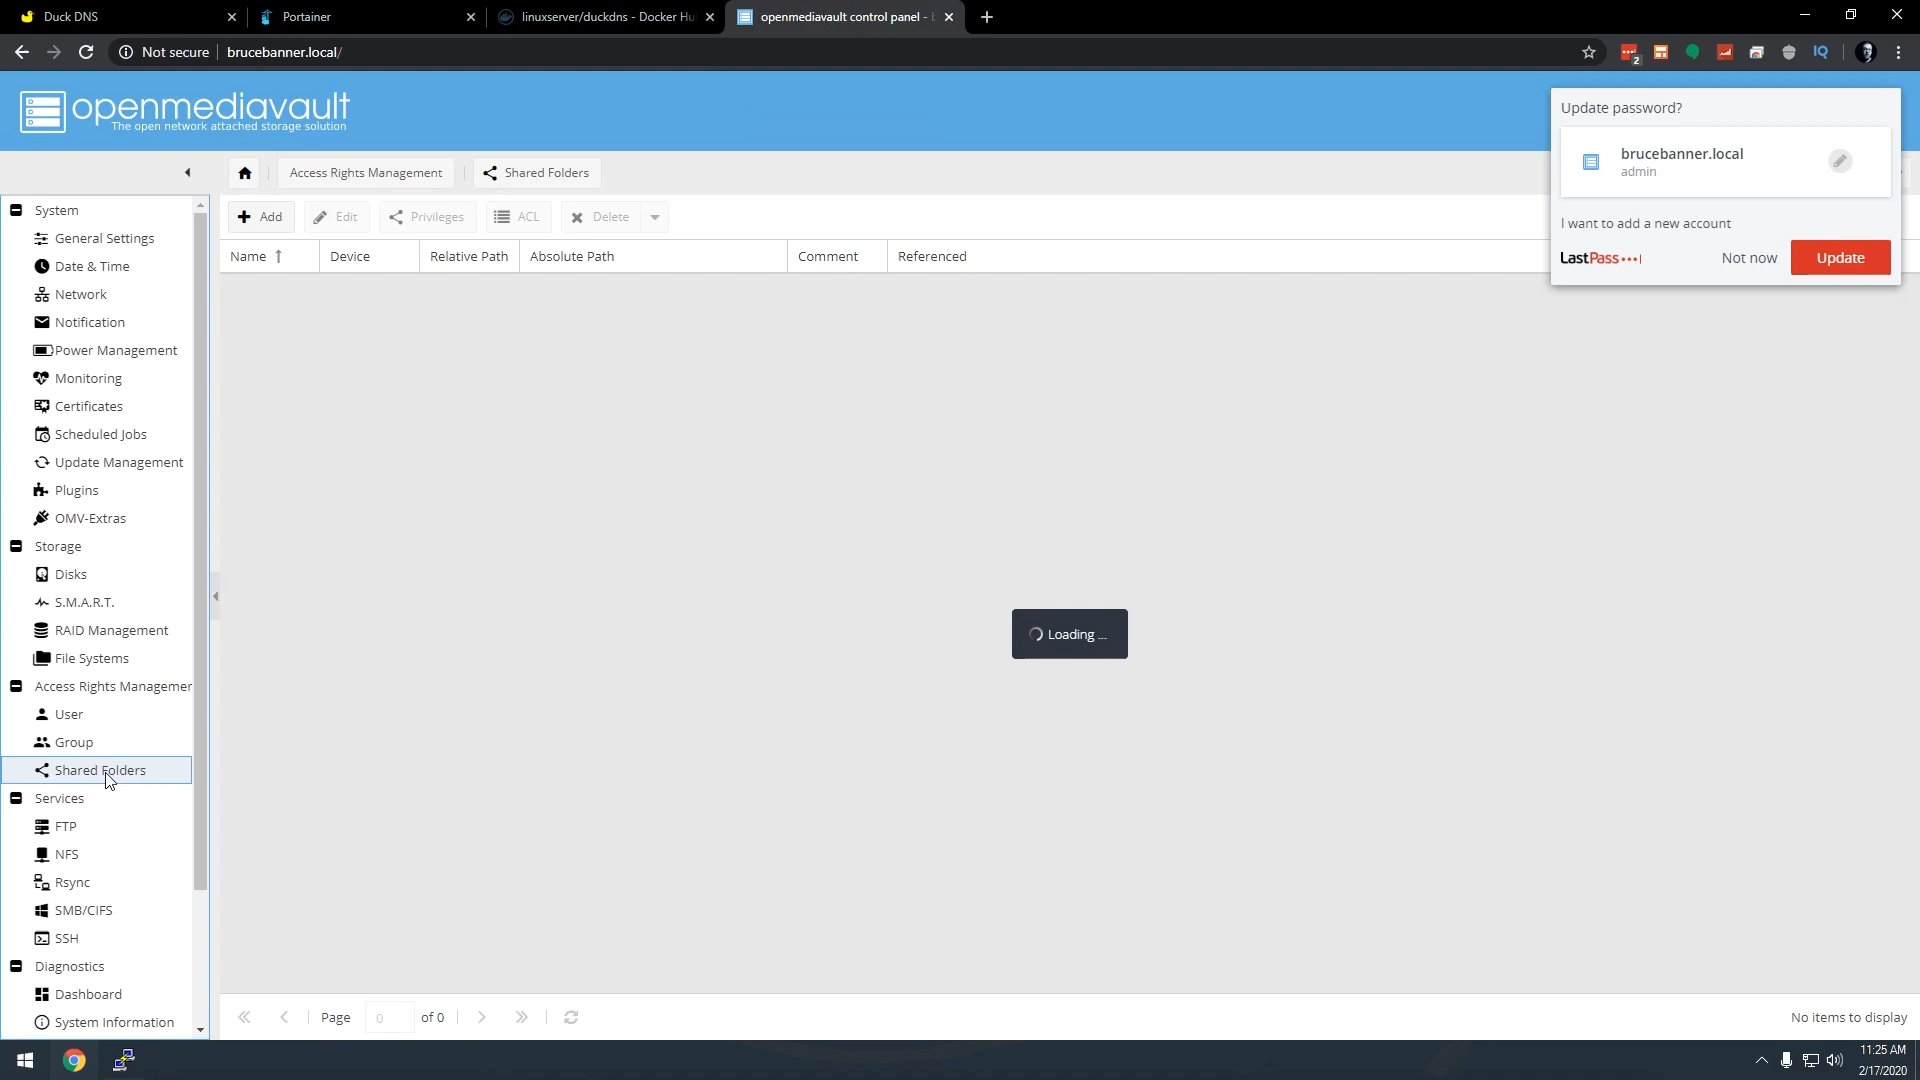 Duck DNS
Portainer
linuxserver/duckdns - Docker Hu
openmediavault control panel -
Not secure
brucebanner.local/
2
IQ
openmediavault
The open network attached storage solution
Update password?
brucebanner.local
admin
I want to add a new account
LastPass
Not now
Update
Access Rights Management
Shared Folders
Add
Edit
Privileges
ACL
Delete
Name
Device
Relative Path
Absolute Path
Comment
Referenced
System
General Settings
Date & Time
Network
Notification
Power Management
Monitoring
Certificates
Scheduled Jobs
Update Management
Plugins
OMV-Extras
Storage
Disks
S.M.A.R.T.
RAID Management
File Systems
Access Rights Managemer
User
Group
Shared Folders
Services
FTP
NFS
Rsync
SMB/CIFS
SSH
Diagnostics
Dashboard
System Information
Loading ...
Page
0
of 0
No items to display
11:25 AM
2/17/2020